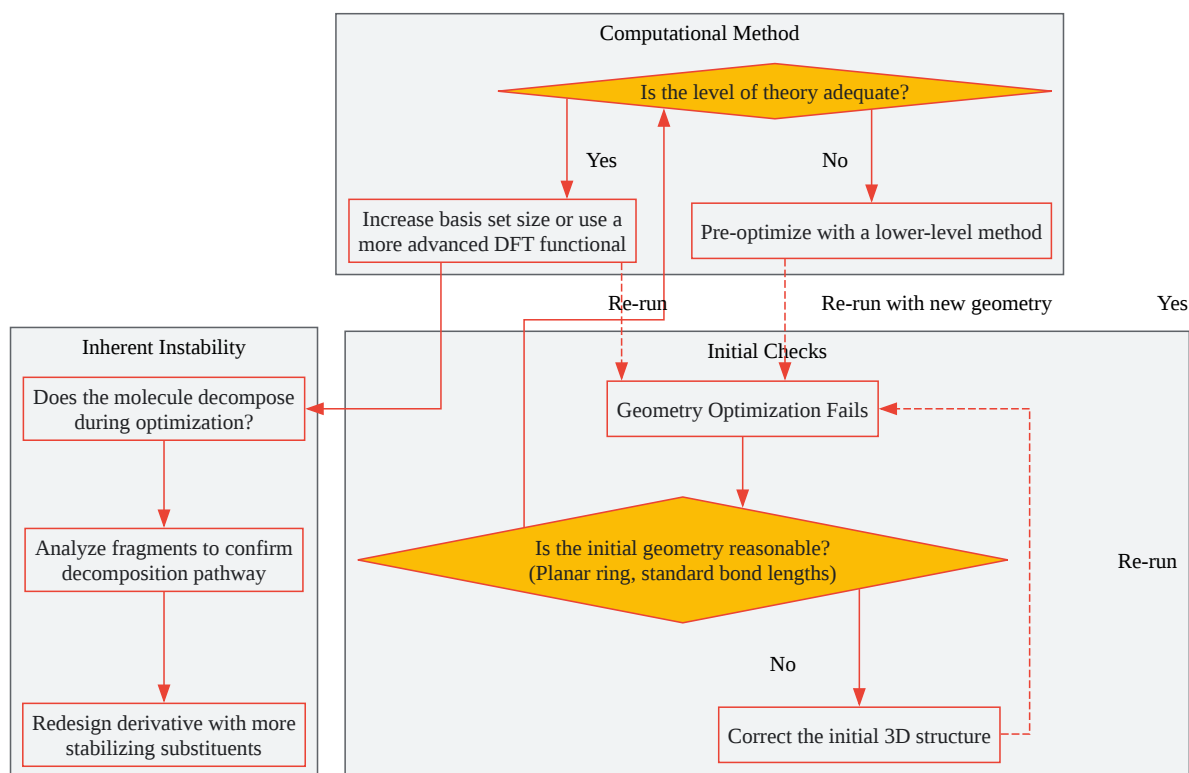 Computational Method
Is the level of theory adequate?
Yes
No
Increase basis set size or use a
more advanced DFT functional
Pre-optimize with a lower-level method
Re-run
Re-run with new geometry
Yes
Inherent Instability
Initial Checks
Does the molecule decompose
during optimization?
Geometry Optimization Fails
Analyze fragments to confirm
decomposition pathway
Is the initial geometry reasonable?
(Planar ring, standard bond lengths)
Re-run
No
Redesign derivative with more
stabilizing substituents
Correct the initial 3D structure